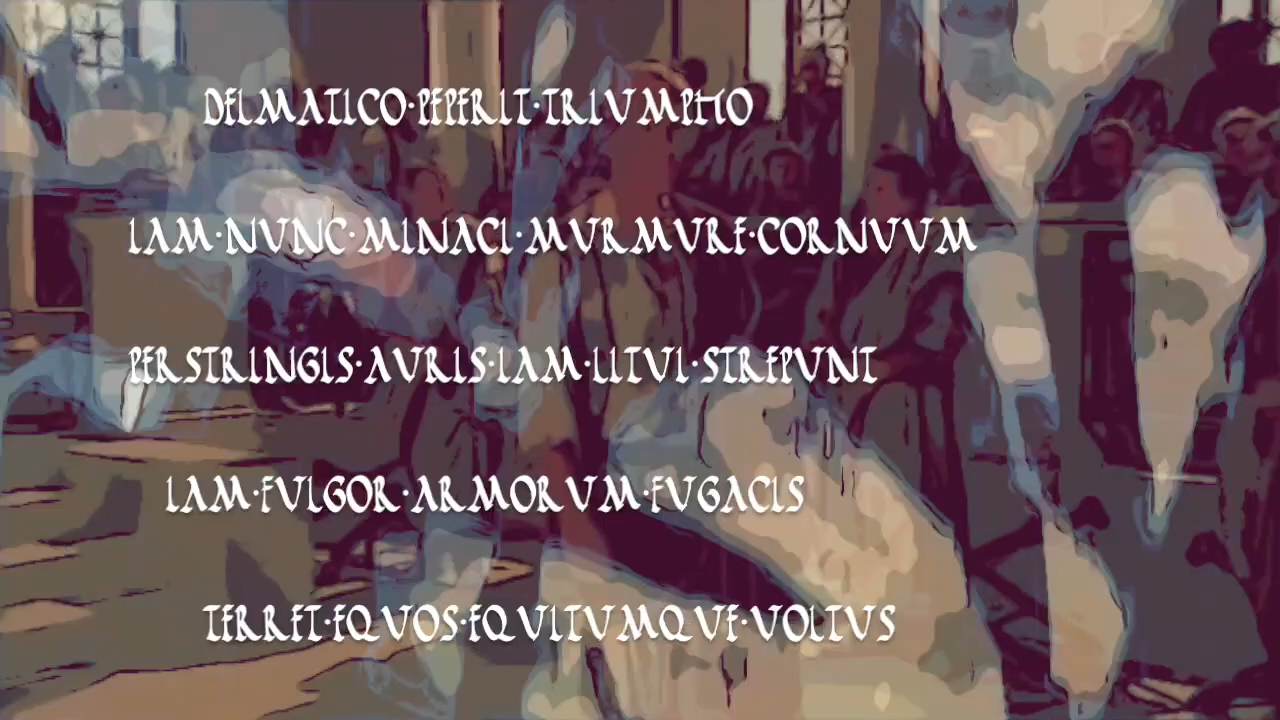 DELMATICO·PEPERIT·TRIVMPHO
IAM·NVNC·MINACI·MVRMVRE·CORNVVM
PERSTRINGIS·AVRIS·IAM·LITVI·STREPVNT
IAM·FVLGOR·ARMORVM·FVGACIS
TERRET·EQVOS·EQVITVMQVE·VOLTVS